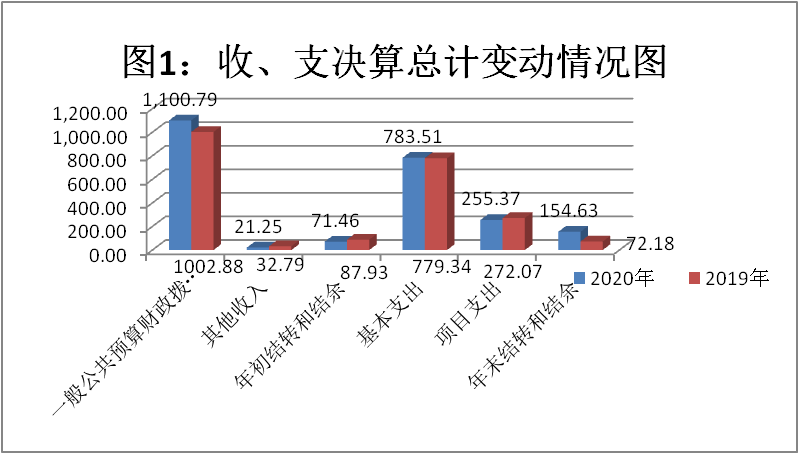 图1：收、支决算总计变动情况图
1,200.00
1,000.00
800.00
600.00
400.00
200.00
0.00
1,100.79
1002.88
21.25
32.79
71.46
87.93
783.51
779.34
255.37
272.07
154.63
72.18
一般公共预算财政拨…
其他收入
年初结转和结余
基本支出
项目支出
年末结转和结余
2020年
2019年